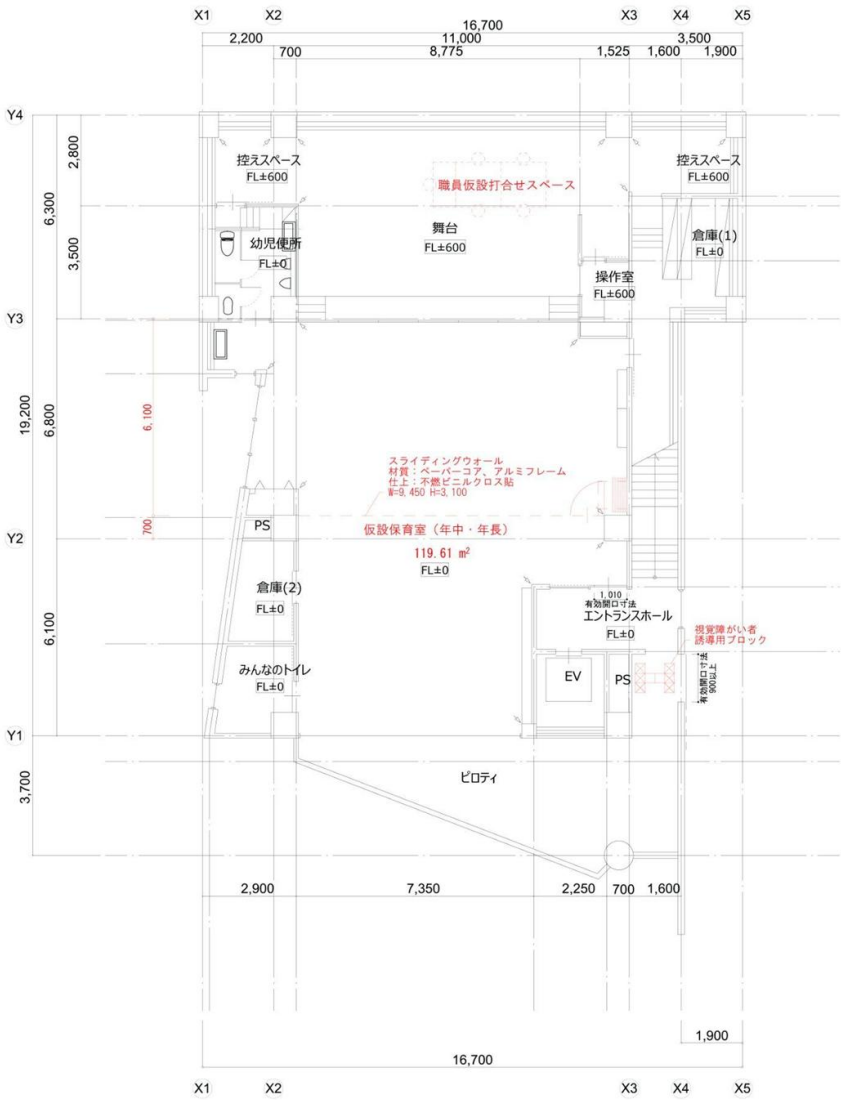 X1 X2 X3 X4 X5
16,700
2,200 11,000 3,500
700 8,775 1,525 1,600 1,900
Y4
2,800
控えスペース
FL±600
職員仮設打合せスペース
控えスペース
FL±600
6,300
3,500
幼児便所
FL±0
舞台
FL±600
倉庫(1)
FL±0
操作室
FL±600
Y3
19,200
6,800
6,100
スライディングウォール
材質：ペーパーコア、アルミフレーム
仕上：不燃ビニルクロス貼
W=9,450 H=3,100
700
PS
仮設保育室（年中・年長）
119.61 m²
FL±0
Y2
倉庫(2)
FL±0
1,010
有効開口寸法
エントランスホール
FL±0
6,100
視覚障がい者
誘導用ブロック
みんなのトイレ
FL±0
EV
PS
有効開口寸法
900以上
Y1
3,700
ピロティ
2,900 7,350 2,250 700 1,600
1,900
16,700
X1 X2 X3 X4 X5